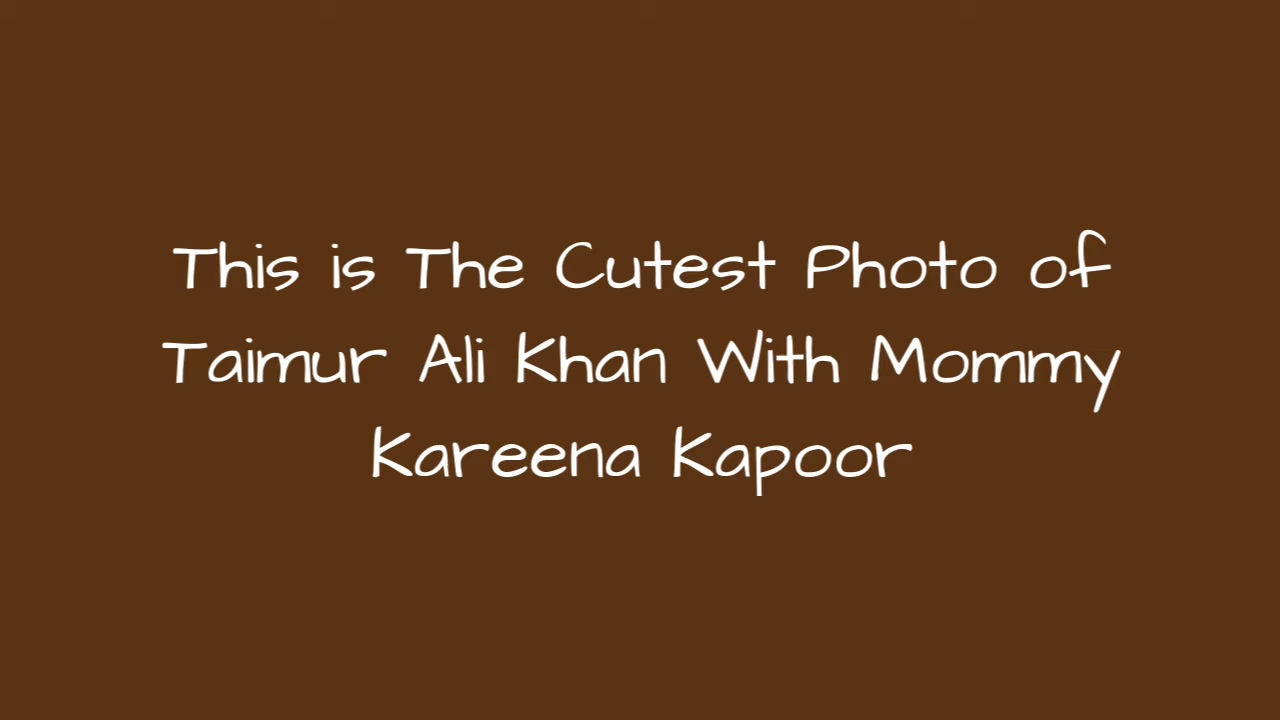 This is The Cutest Photo of
Taimur Ali Khan With Mommy
Kareena Kapoor